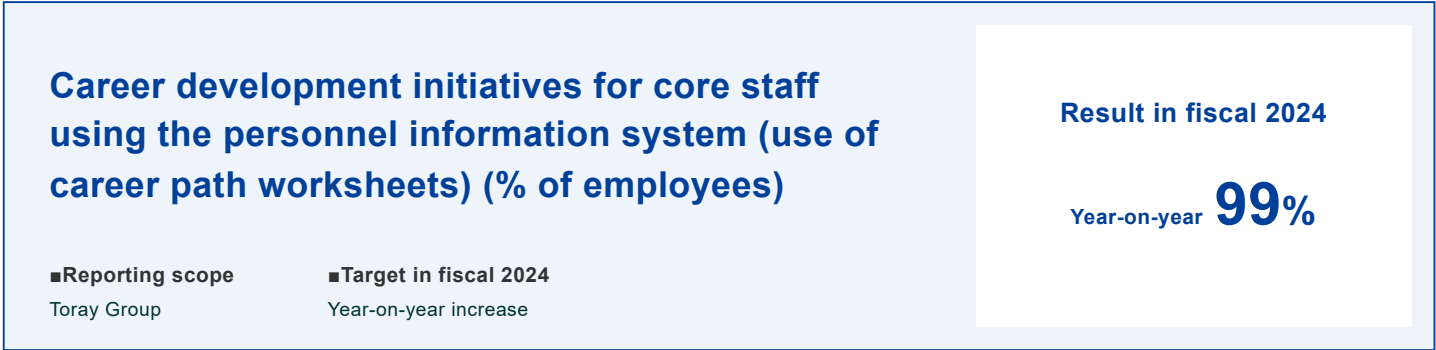 Career development initiatives for core staff
using the personnel information system (use of
career path worksheets) (% of employees)
■Reporting scope
Toray Group
■Target in fiscal 2024
Year-on-year increase
Result in fiscal 2024
Year-on-year 99%